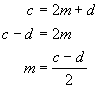 c = 2m + d
c − d = 2m
m = (c − d) / 2